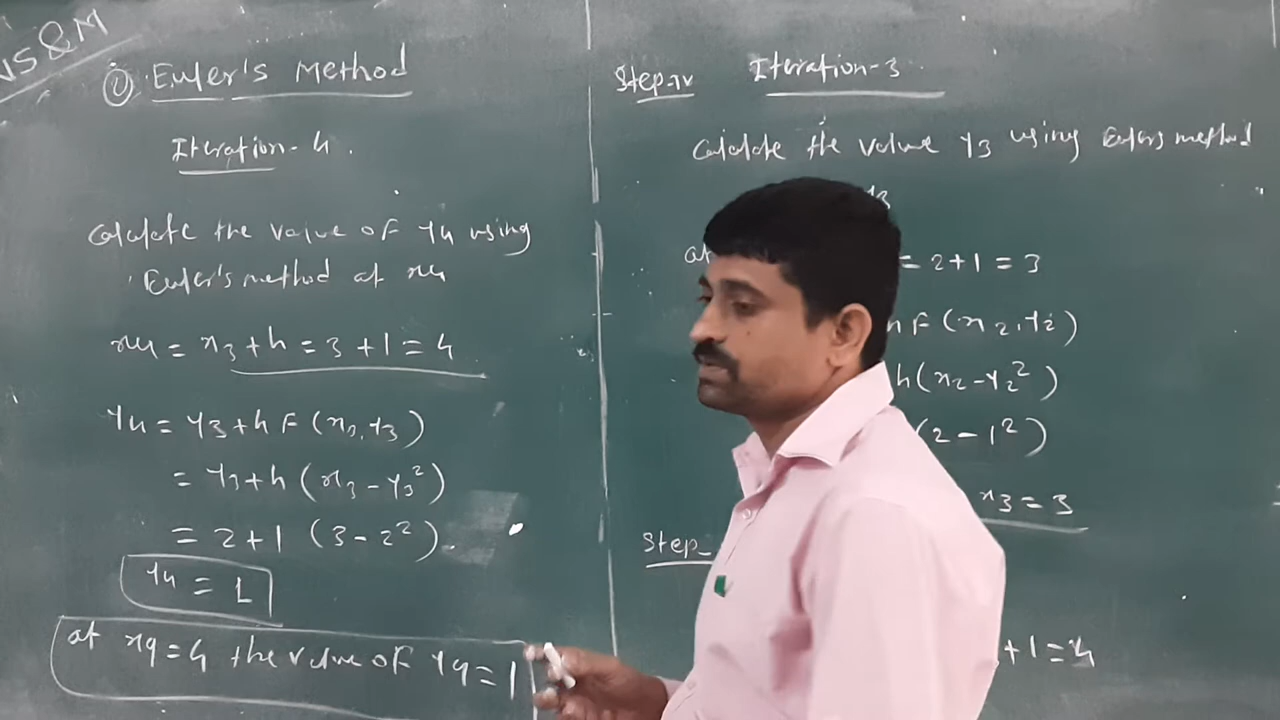 NS&M
① Euler's Method
Iteration-4.
Calculate the value of y4 using
Euler's method at x4
x4 = x3+h = 3+1 = 4
y4 = y3+h F(x3,y3)
= y3+h (x3-y3²)
= 2+1 (3-2²).
y4 = 1
at x4=4 the value of y4=1
Step-IV Iteration-3.
Calculate the value y3 using Eulers method
at = 2+1 = 3
hF(x2,y2)
h(x2-y2²)
(2-1²)
x3=3
Step-
+1=4